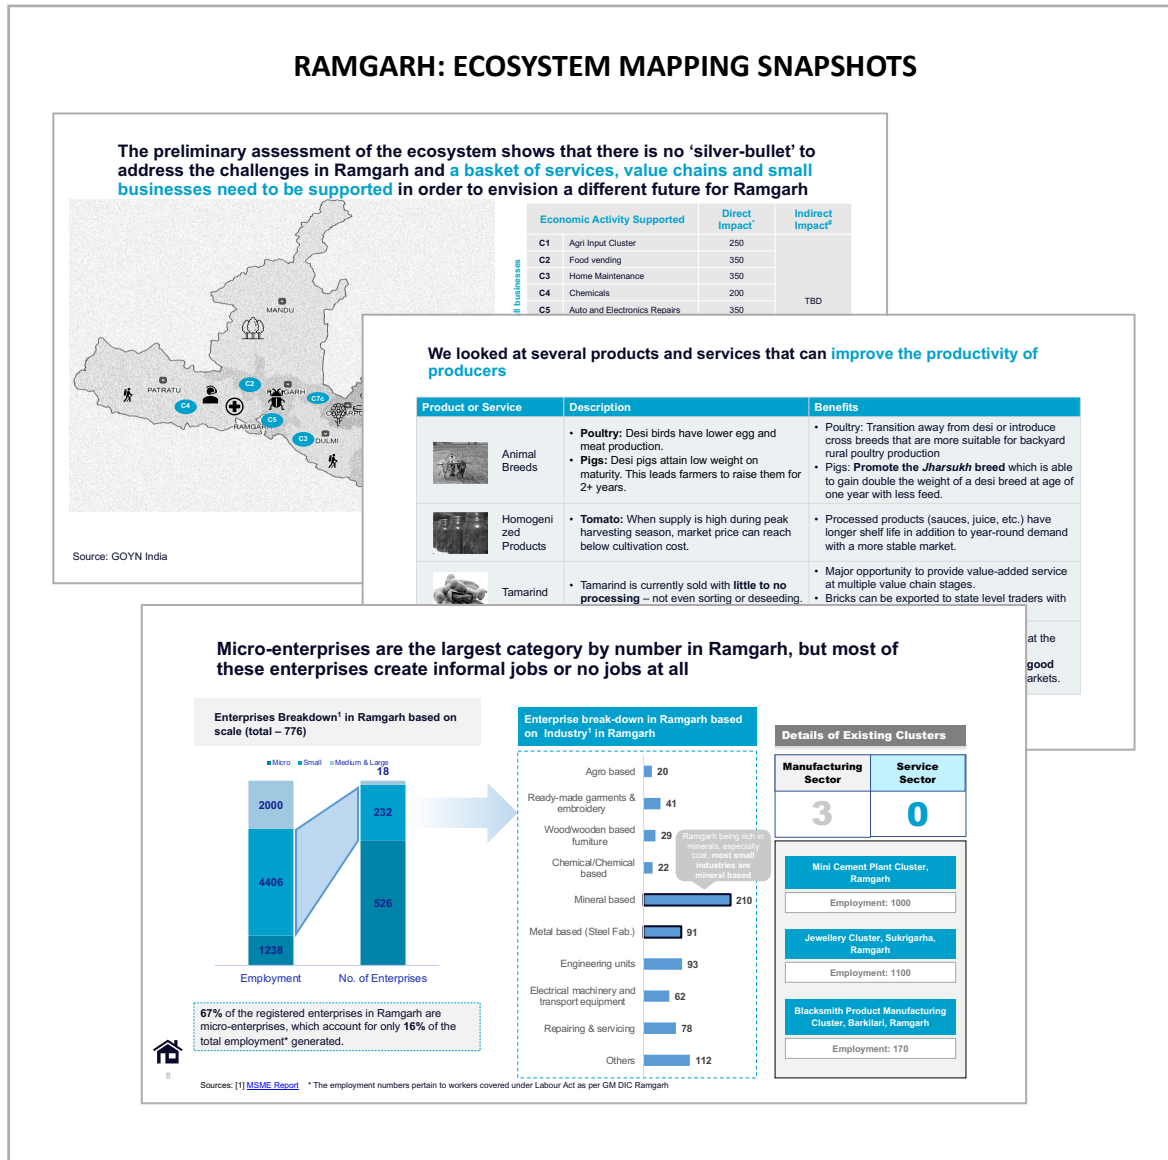 RAMGARH: ECOSYSTEM MAPPING SNAPSHOTS
The preliminary assessment of the ecosystem shows that there is no ‘silver-bullet’ to
address the challenges in Ramgarh and a basket of services, value chains and small
businesses need to be supported in order to envision a different future for Ramgarh
MANDU
PATRATU
C2
C4
C7c
C5
C3
DULMI
Source: GOYN India
Economic Activity Supported Direct Impact* Indirect Impact#
businesses
C1 Agri Input Cluster 250
C2 Food vending 350
C3 Home Maintenance 350
C4 Chemicals 200
TBD
C5 Auto and Electronics Repairs 350
We looked at several products and services that can improve the productivity of
producers
Product or Service Description Benefits
Animal
Breeds
• Poultry: Desi birds have lower egg and
meat production.
• Pigs: Desi pigs attain low weight on
maturity. This leads farmers to raise them for
2+ years.
• Poultry: Transition away from desi or introduce
cross breeds that are more suitable for backyard
rural poultry production
• Pigs: Promote the Jharsukh breed which is able
to gain double the weight of a desi breed at age of
one year with less feed.
Homogeni
zed
Products
• Tomato: When supply is high during peak
harvesting season, market price can reach
below cultivation cost.
• Processed products (sauces, juice, etc.) have
longer shelf life in addition to year-round demand
with a more stable market.
Tamarind
• Tamarind is currently sold with little to no
processing – not even sorting or deseeding.
• Major opportunity to provide value-added service
at multiple value chain stages.
• Bricks can be exported to state level traders with
at the
good
arkets.
Micro-enterprises are the largest category by number in Ramgarh, but most of
these enterprises create informal jobs or no jobs at all
Enterprises Breakdown1 in Ramgarh based on
scale (total – 776)
Micro Small Medium & Large
18
2000
232
4406
526
1238
Employment No. of Enterprises
67% of the registered enterprises in Ramgarh are
micro-enterprises, which account for only 16% of the
total employment* generated.
Enterprise break-down in Ramgarh based
on Industry1 in Ramgarh
Agro based 20
Ready-made garments &
embroidery 41
Wood/wooden based
furniture 29
Chemical/Chemical
based 22
Ramgarh being rich in
minerals, especially
coal, most small
industries are
mineral based
Mineral based 210
Metal based (Steel Fab.) 91
Engineering units 93
Electrical machinery and
transport equipment 62
Repairing & servicing 78
Others 112
Details of Existing Clusters
Manufacturing Sector Service Sector
3 0
Mini Cement Plant Cluster,
Ramgarh
Employment: 1000
Jewellery Cluster, Sukrigarha,
Ramgarh
Employment: 1100
Blacksmith Product Manufacturing
Cluster, Barkilari, Ramgarh
Employment: 170
8
Sources: [1] MSME Report * The employment numbers pertain to workers covered under Labour Act as per GM DIC Ramgarh